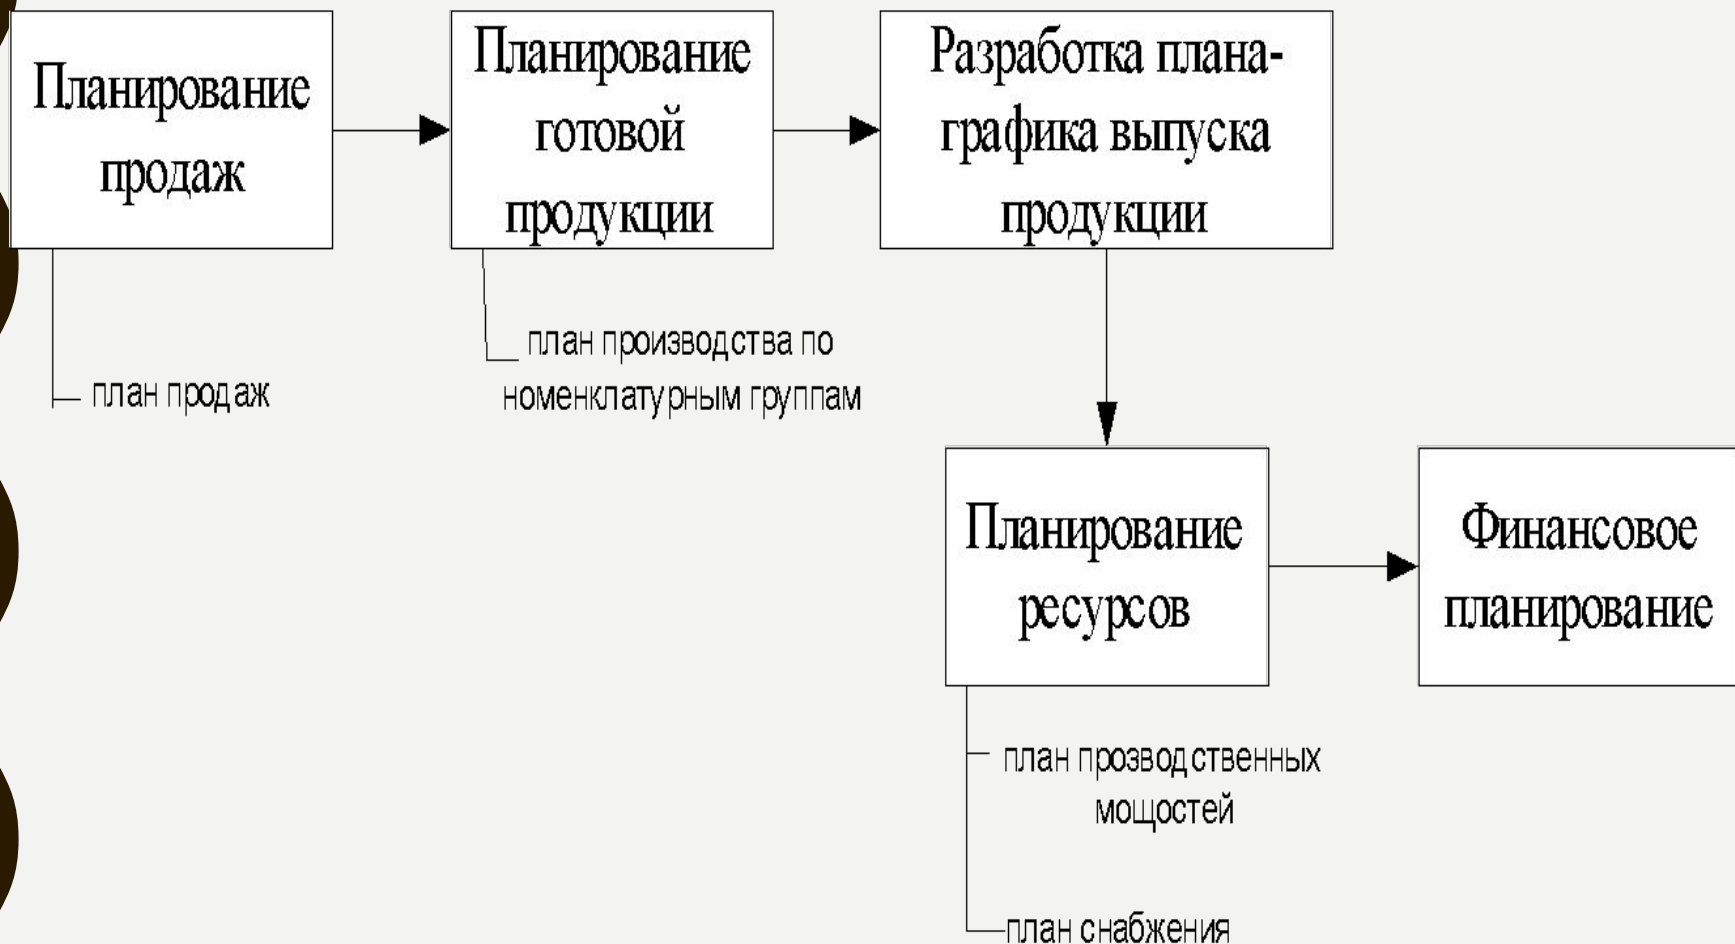 Планирование
продаж
Планирование
готовой
продукции
Разработка плана-
графика выпуска
продукции
план продаж
план производства по
номенклатурным группам
Планирование
ресурсов
Финансовое
планирование
план прозводственных
мощостей
план снабжения